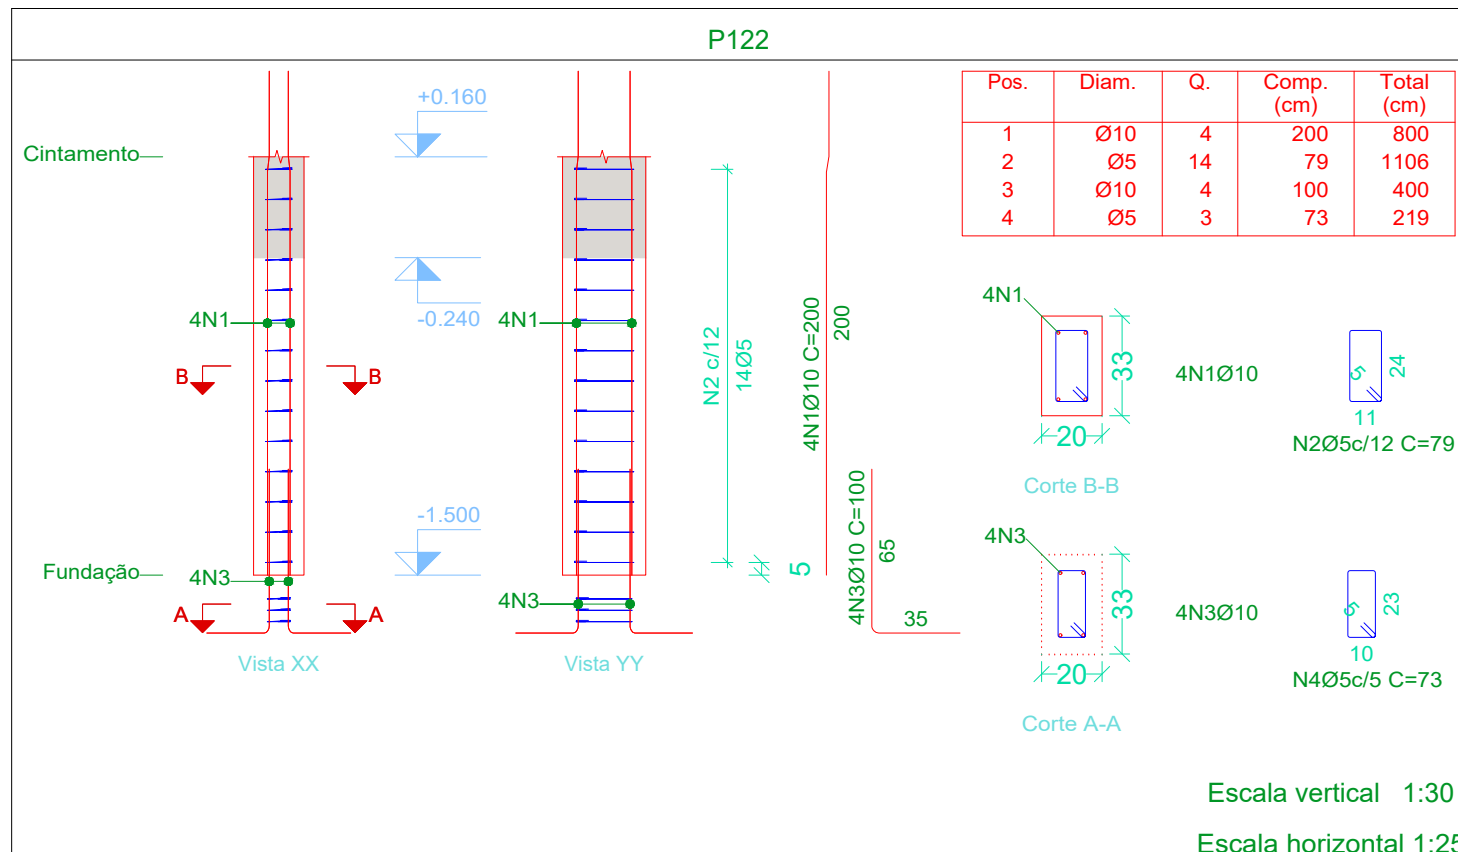 P122
Pos. Diam. Q. Comp. (cm) Total (cm)
1 Ø10 4 200 800
2 Ø5 14 79 1106
3 Ø10 4 100 400
4 Ø5 3 73 219
Cintamento
+0.160
-0.240
-1.500
Fundação
4N1
B B
4N3
A A
Vista XX
4N1
4N3
Vista YY
N2 c/12
14Ø5
5
4N1Ø10 C=200
200
4N3Ø10 C=100
65
35
4N1
33
20
Corte B-B
4N1Ø10
5
24
11
N2Ø5c/12 C=79
4N3
33
20
Corte A-A
4N3Ø10
5
23
10
N4Ø5c/5 C=73
Escala vertical 1:30
Escala horizontal 1:25